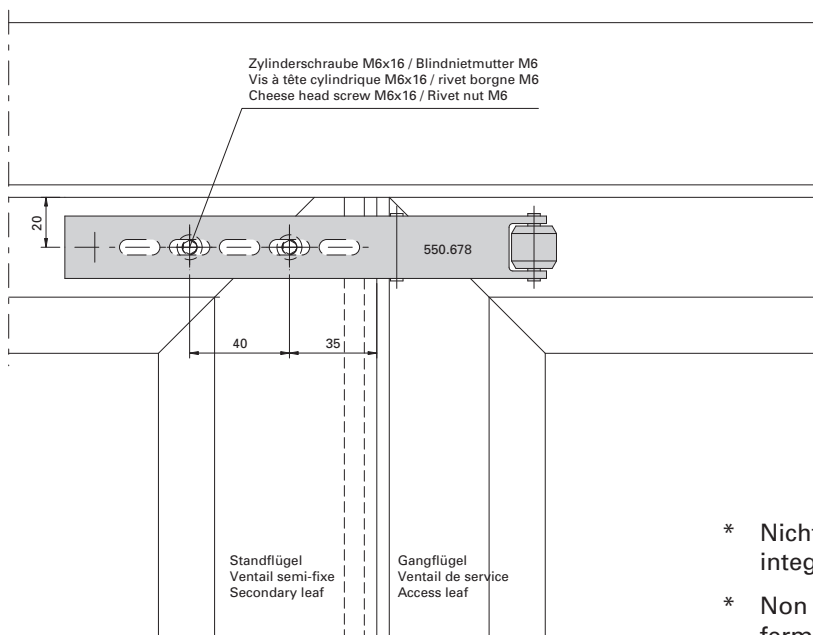 Zylinderschraube M6x16 / Blindnietmutter M6
Vis à tête cylindrique M6x16 / rivet borgne M6
Cheese head screw M6x16 / Rivet nut M6
20
550.678
40
35
Standflügel
Ventail semi-fixe
Secondary leaf
Gangflügel
Ventail de service
Access leaf
*
integ
* Non